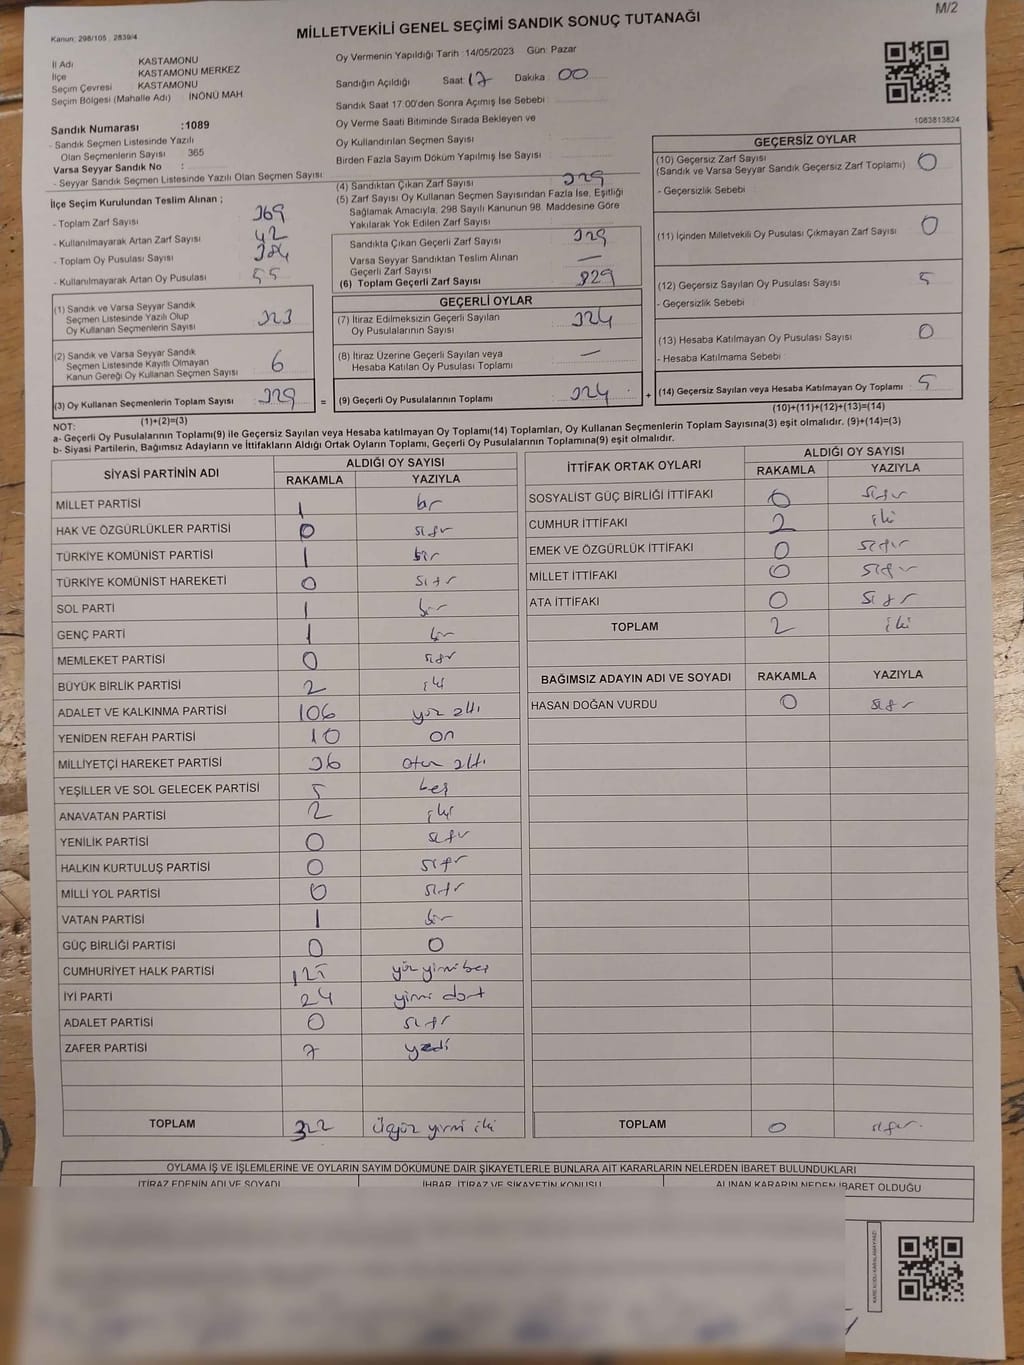 M/2
Kanun: 298/105 , 2839/4
MİLLETVEKİLİ GENEL SEÇİMİ SANDIK SONUÇ TUTANAĞI
İl Adı KASTAMONU
İlçe KASTAMONU MERKEZ
Seçim Çevresi KASTAMONU
Seçim Bölgesi (Mahalle Adı) İNÖNÜ MAH
Sandık Numarası :1089
- Sandık Seçmen Listesinde Yazılı
Olan Seçmenlerin Sayısı 365
Varsa Seyyar Sandık No :
- Seyyar Sandık Seçmen Listesinde Yazılı Olan Seçmen Sayısı
Oy Vermenin Yapıldığı Tarih : 14/05/2023 Gün: Pazar
Sandığın Açıldığı Saat: 17 Dakika : 00
Sandık Saat 17.00'den Sonra Açımış İse Sebebi :
Oy Verme Saati Bitiminde Sırada Bekleyen ve
Oy Kullandırılan Seçmen Sayısı
Birden Fazla Sayım Döküm Yapılmış İse Sayısı
1083813824
İlçe Seçim Kurulundan Teslim Alınan ;
- Toplam Zarf Sayısı 369
- Kullanılmayarak Artan Zarf Sayısı 42
- Toplam Oy Pusulası Sayısı 384
- Kullanılmayarak Artan Oy Pusulası 55
(1) Sandık ve Varsa Seyyar Sandık
Seçmen Listesinde Yazılı Olup
Oy Kullanan Seçmenlerin Sayısı 323
(2) Sandık ve Varsa Seyyar Sandık
Seçmen Listesinde Kayıtlı Olmayan
Kanun Gereği Oy Kullanan Seçmen Sayısı 6
(3) Oy Kullanan Seçmenlerin Toplam Sayısı 329 =
(1)+(2)=(3)
(4) Sandıktan Çıkan Zarf Sayısı 329
(5) Zarf Sayısı Oy Kullanan Seçmen Sayısından Fazla İse, Eşitliği
Sağlamak Amacıyla, 298 Sayılı Kanunun 98. Maddesine Göre
Yakılarak Yok Edilen Zarf Sayısı
Sandıkta Çıkan Geçerli Zarf Sayısı 329
Varsa Seyyar Sandıktan Teslim Alınan
Geçerli Zarf Sayısı —
(6) Toplam Geçerli Zarf Sayısı 329
GEÇERLİ OYLAR
(7) İtiraz Edilmeksizin Geçerli Sayılan
Oy Pusulalarının Sayısı 324
(8) İtiraz Üzerine Geçerli Sayılan veya
Hesaba Katılan Oy Pusulası Toplamı —
(9) Geçerli Oy Pusulalarının Toplamı 324 +
GEÇERSİZ OYLAR
(10) Geçersiz Zarf Sayısı 0
(Sandık ve Varsa Seyyar Sandık Geçersiz Zarf Toplamı)
- Geçersizlik Sebebi
(11) İçinden Milletvekili Oy Pusulası Çıkmayan Zarf Sayısı 0
(12) Geçersiz Sayılan Oy Pusulası Sayısı 5
- Geçersizlik Sebebi
(13) Hesaba Katılmayan Oy Pusulası Sayısı 0
- Hesaba Katılmama Sebebi
(14) Geçersiz Sayılan veya Hesaba Katılmayan Oy Toplamı : 5
(10)+(11)+(12)+(13)=(14)
NOT:
a- Geçerli Oy Pusulalarının Toplamı(9) ile Geçersiz Sayılan veya Hesaba katılmayan Oy Toplamı(14) Toplamları, Oy Kullanan Seçmenlerin Toplam Sayısına(3) eşit olmalıdır. (9)+(14)=(3)
b- Siyasi Partilerin, Bağımsız Adayların ve İttifakların Aldığı Ortak Oyların Toplamı, Geçerli Oy Pusulalarının Toplamına(9) eşit olmalıdır.
SİYASİ PARTİNİN ADI ALDIĞI OY SAYISI
RAKAMLA YAZIYLA
MİLLET PARTİSİ 1 bir
HAK VE ÖZGÜRLÜKLER PARTİSİ 0 sıfır
TÜRKİYE KOMÜNİST PARTİSİ 1 bir
TÜRKİYE KOMÜNİST HAREKETİ 0 sıfır
SOL PARTİ 1 bir
GENÇ PARTİ 1 bir
MEMLEKET PARTİSİ 0 sıfır
BÜYÜK BİRLİK PARTİSİ 2 iki
ADALET VE KALKINMA PARTİSİ 106 yüz altı
YENİDEN REFAH PARTİSİ 10 on
MİLLİYETÇİ HAREKET PARTİSİ 36 otuz altı
YEŞİLLER VE SOL GELECEK PARTİSİ 5 beş
ANAVATAN PARTİSİ 2 iki
YENİLİK PARTİSİ 0 sıfır
HALKIN KURTULUŞ PARTİSİ 0 sıfır
MİLLİ YOL PARTİSİ 0 sıfır
VATAN PARTİSİ 1 bir
GÜÇ BİRLİĞİ PARTİSİ 0 0
CUMHURİYET HALK PARTİSİ 125 yüz yirmi beş
İYİ PARTİ 24 yirmi dört
ADALET PARTİSİ 0 sıfır
ZAFER PARTİSİ 7 yedi
TOPLAM 322 üçyüz yirmi iki
İTTİFAK ORTAK OYLARI ALDIĞI OY SAYISI
RAKAMLA YAZIYLA
SOSYALİST GÜÇ BİRLİĞİ İTTİFAKI 0 sıfır
CUMHUR İTTİFAKI 2 iki
EMEK VE ÖZGÜRLÜK İTTİFAKI 0 sıfır
MİLLET İTTİFAKI 0 sıfır
ATA İTTİFAKI 0 sıfır
TOPLAM 2 iki
BAĞIMSIZ ADAYIN ADI VE SOYADI RAKAMLA YAZIYLA
HASAN DOĞAN VURDU 0 sıfır
TOPLAM 0 sıfır
OYLAMA İŞ VE İŞLEMLERİNE VE OYLARIN SAYIM DÖKÜMÜNE DAİR ŞİKAYETLERLE BUNLARA AİT KARARLARIN NELERDEN İBARET BULUNDUKLARI
İTİRAZ EDENİN ADI VE SOYADI İHBAR, İTİRAZ VE ŞİKAYETİN KONUSU ALINAN KARARIN NEDEN İBARET OLDUĞU